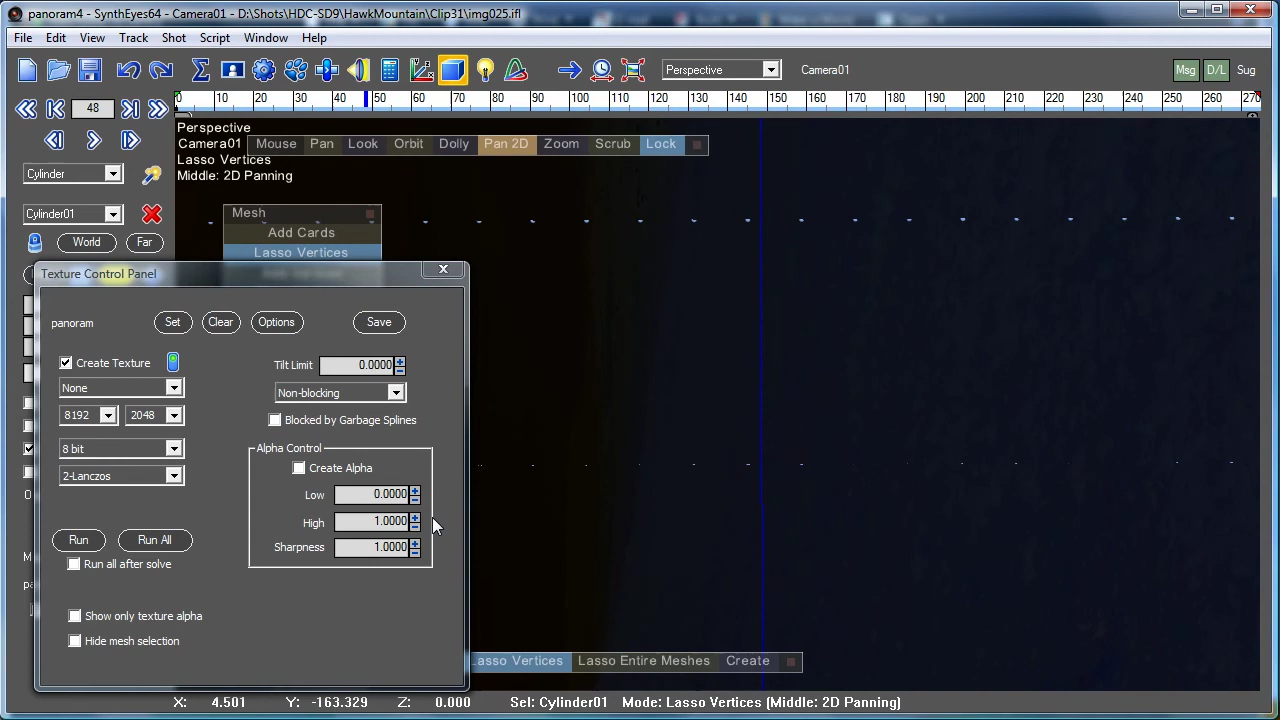 panoram4 - SynthEyes64 - Camera01 - D:\Shots\HDC-SD9\HawkMountain\Clip31\img025.ifl
File Edit View Track Shot Script Window Help
Perspective Camera01 Msg D/L Sug
48 0 10 20 30 40 50 60 70 80 90 100 110 120 130 140 150 160 170 180 190 200 210 220 230 240 250 260 270
Perspective
Camera01 Mouse Pan Look Orbit Dolly Pan 2D Zoom Scrub Lock
Lasso Vertices
Middle: 2D Panning
Cylinder
Cylinder01 Mesh
Add Cards
World Far Lasso Vertices
Texture Control Panel
panoram Set Clear Options Save
Create Texture Tilt Limit 0.0000
None Non-blocking
8192 2048 Blocked by Garbage Splines
8 bit Alpha Control
2-Lanczos Create Alpha
Low 0.0000
High 1.0000
Run Run All Sharpness 1.0000
Run all after solve
Show only texture alpha
Hide mesh selection
Lasso Vertices Lasso Entire Meshes Create
X: 4.501 Y: -163.329 Z: 0.000 Sel: Cylinder01 Mode: Lasso Vertices (Middle: 2D Panning)